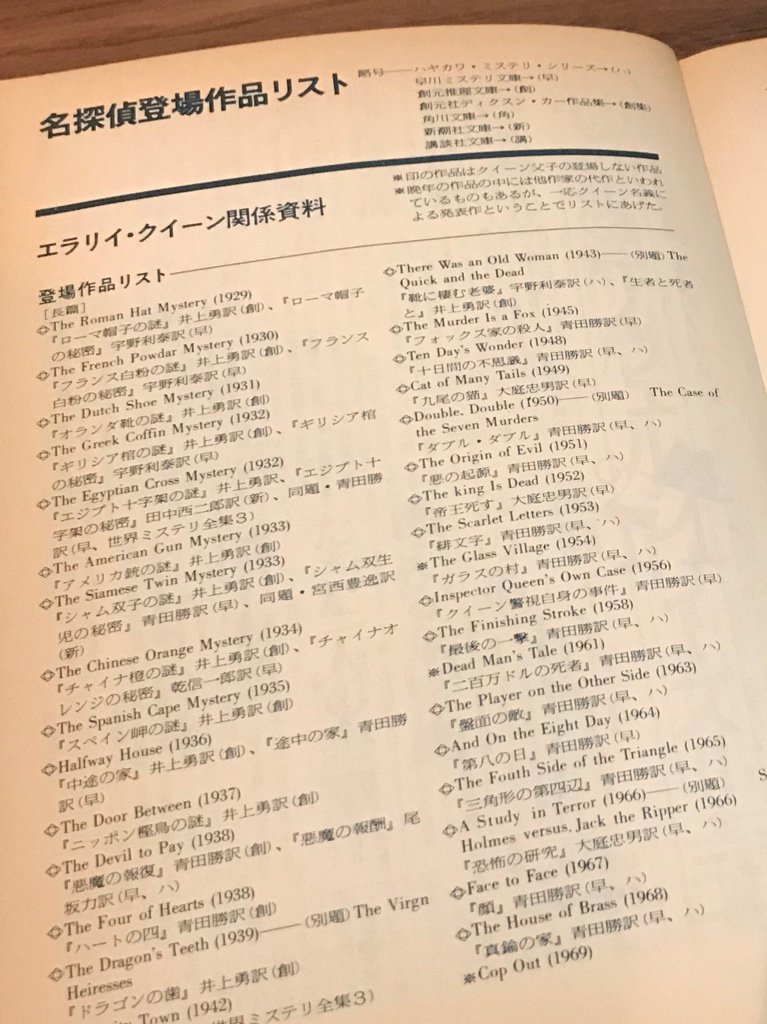 名探偵登場作品リスト
略号――ハヤカワ・ミステリ・シリーズ→(ハ)
早川ミステリ文庫→(早)
創元推理文庫→(創)
創元社ディクスン・カー作品集→(創集)
角川文庫→(角)
新潮社文庫→(新)
講談社文庫→(講)
※印の作品はクイーン父子の登場しない作品
※晩年の作品の中には他作家の代作といわれ
ているものもあるが、一応クイーン名義に
よる発表作ということでリストにあげた。
エラリイ・クイーン関係資料
登場作品リスト
[長篇]
The Roman Hat Mystery (1929)
『ローマ帽子の謎』井上勇訳(創)、『ローマ帽子
の秘密』宇野利泰訳(早)
The French Powdar Mystery (1930)
『フランス白粉の謎』井上勇訳(創)、『フランス
白粉の秘密』宇野利泰訳(早)
The Dutch Shoe Mystery (1931)
『オランダ靴の謎』井上勇訳(創)
The Greek Coffin Mystery (1932)
『ギリシア棺の謎』井上勇訳(創)、『ギリシア棺
の秘密』宇野利泰訳(早)
The Egyptian Cross Mystery (1932)
『エジプト十字架の謎』井上勇訳、『エジプト十
字架の秘密』田中西二郎訳(新)、同題・青田勝
訳(早、世界ミステリ全集3)
The American Gun Mystery (1933)
『アメリカ銃の謎』井上勇訳(創)
The Siamese Twin Mystery (1933)
『シャム双子の謎』井上勇訳(創)、『シャム双生
児の秘密』青田勝訳(早)、同題・宮西豊逸訳
(新)
The Chinese Orange Mystery (1934)
『チャイナ橙の謎』井上勇訳(創)、『チャイナオ
レンジの秘密』乾信一郎訳(早)
The Spanish Cape Mystery (1935)
『スペイン岬の謎』井上勇訳(創)
Halfway House (1936)
『中途の家』井上勇訳(創)、『途中の家』青田勝
訳(早)
The Door Between (1937)
『ニッポン樫鳥の謎』井上勇訳(創)
The Devil to Pay (1938)
『悪魔の報復』青田勝訳(創)、『悪魔の報酬』尾
坂力訳(早、ハ)
The Four of Hearts (1938)
『ハートの四』青田勝訳(創)
The Dragon's Teeth (1939)――(別題) The Virgn
Heiresses
『ドラゴンの歯』井上勇訳(創)
Town (1942)
世界ミステリ全集3)
There Was an Old Woman (1943)――(別題) The
Quick and the Dead
『靴に棲む老婆』宇野利泰訳(ハ)、『生者と死者
と』井上勇訳(創)
The Murder Is a Fox (1945)
『フォックス家の殺人』青田勝訳(早)
Ten Day's Wonder (1948)
『十日間の不思議』青田勝訳(早、ハ)
Cat of Many Tails (1949)
『九尾の猫』大庭忠男訳(早)
Double, Double (f950)――(別題) The Case of
the Seven Murders
『ダブル・ダブル』青田勝訳(早、ハ)
The Origin of Evil (1951)
『悪の起源』青田勝訳(早、ハ)
The king Is Dead (1952)
『帝王死す』大庭忠男訳(早)
The Scarlet Letters (1953)
『緋文字』青田勝訳(早、ハ)
※The Glass Village (1954)
『ガラスの村』青田勝訳(早、ハ)
Inspector Queen's Own Case (1956)
『クイーン警視自身の事件』青田勝訳(早)
The Finishing Stroke (1958)
『最後の一撃』青田勝訳(早、ハ)
※Dead Man's Tale (1961)
『二百万ドルの死者』青田勝訳(早、ハ)
The Player on the Other Side (1963)
『盤面の敵』青田勝訳(早、ハ)
And On the Eight Day (1964)
『第八の日』青田勝訳(早)
The Fouth Side of the Triangle (1965)
『三角形の第四辺』青田勝訳(早、ハ)
A Study in Terror (1966)――(別題)
Holmes versus. Jack the Ripper (1966)
『恐怖の研究』大庭忠男訳(早、ハ)
Face to Face (1967)
『顔』青田勝訳(早、ハ)
The House of Brass (1968)
『真鍮の家』青田勝訳(早、ハ)
※Cop Out (1969)